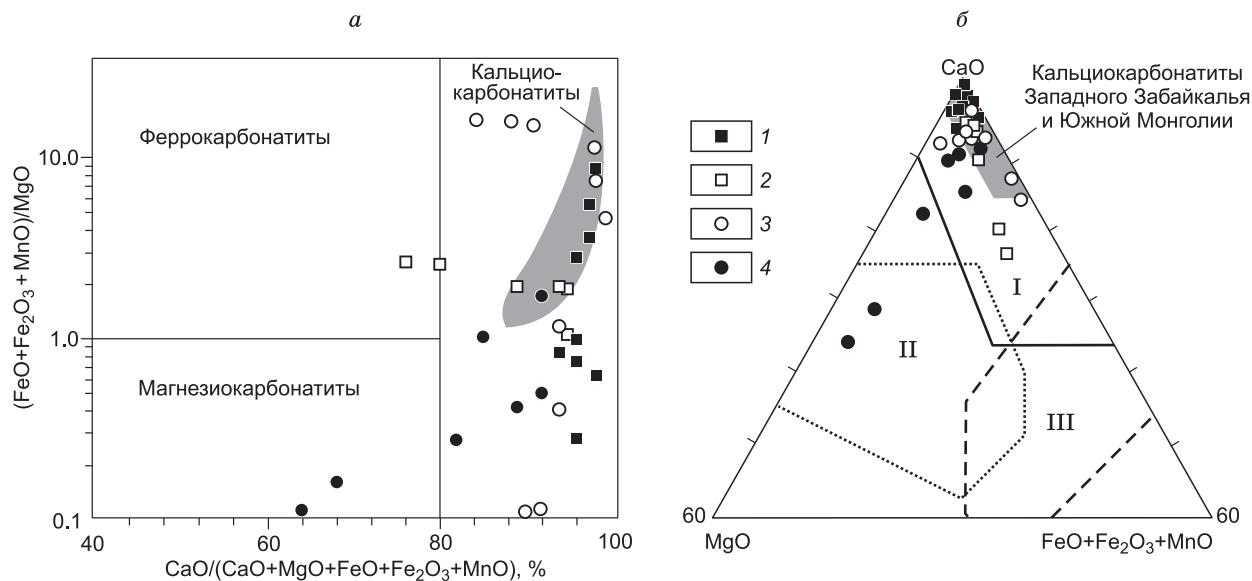 а
б
Кальцио-
карбонатиты
Феррокарбонатиты
Магнезиокарбонатиты
(FeO+Fe₂O₃+MnO)/MgO
10.0
1.0
0.1
40
60
80
100
CaO/(CaO+MgO+FeO+Fe₂O₃+MnO), %
1
2
3
4
CaO
Кальциокарбонатиты
Западного Забайкалья
и Южной Монголии
I
II
III
60
60
MgO
FeO+Fe₂O₃+MnO